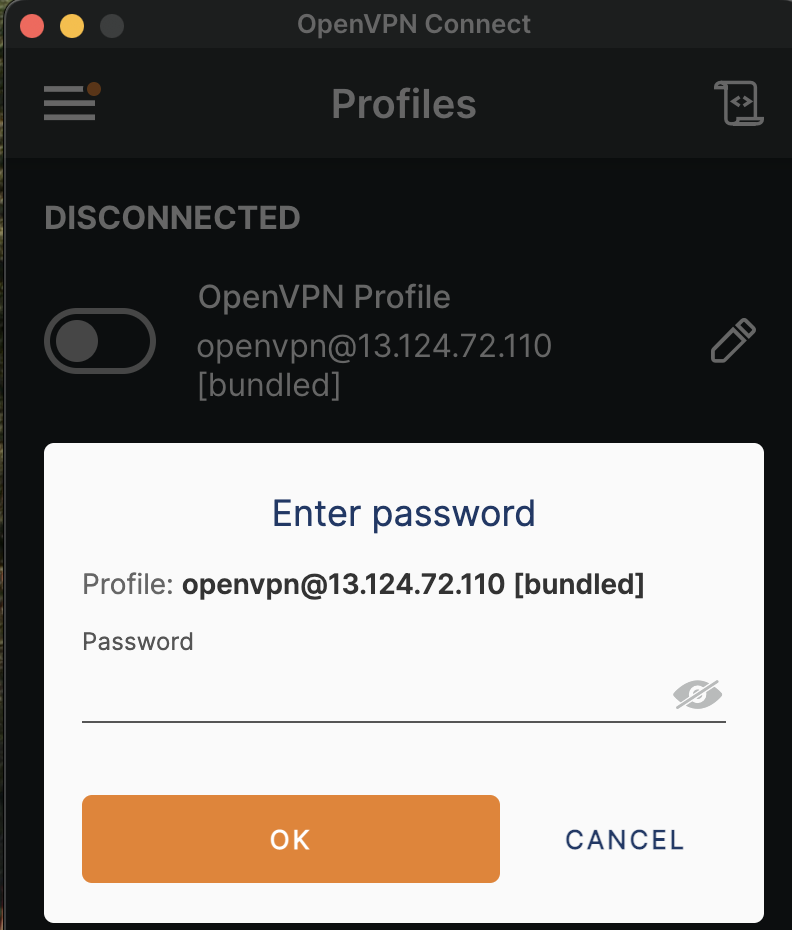 OpenVPN Connect
Profiles
DISCONNECTED
OpenVPN Profile
openvpn@13.124.72.110
[bundled]
Enter password
Profile: openvpn@13.124.72.110 [bundled]
Password
OK
CANCEL